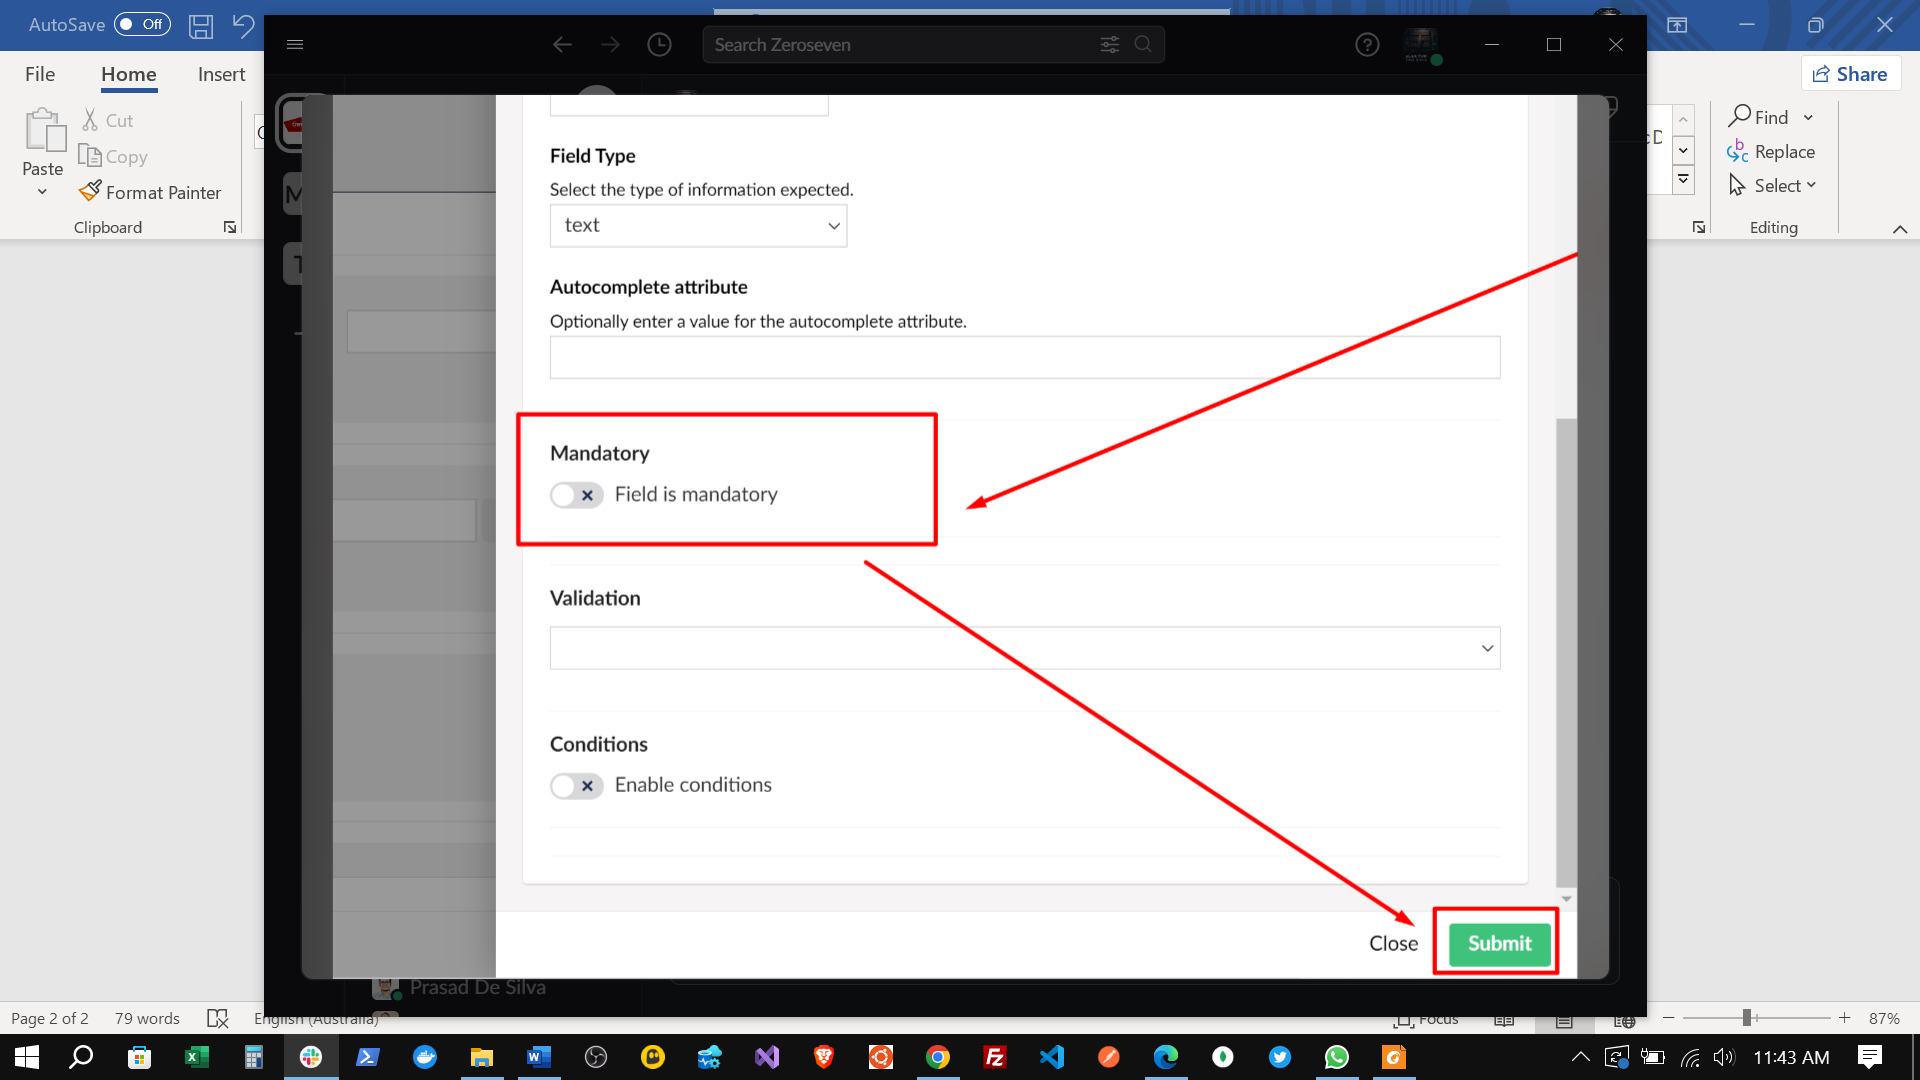 AutoSave Off
Search Zeroseven
File Home Insert
Share
Cut
Copy
Paste
Format Painter
Clipboard
Find
Replace
Select
Editing
Field Type
Select the type of information expected.
text
Autocomplete attribute
Optionally enter a value for the autocomplete attribute.
Mandatory
Field is mandatory
Validation
Conditions
Enable conditions
Close Submit
Prasad De Silva
Page 2 of 2 79 words English (Australia) Focus 87%
11:43 AM